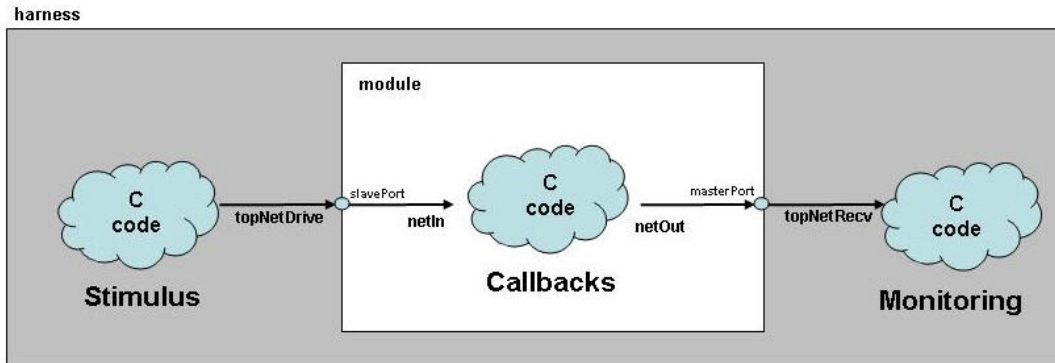 harness
module
C
code
topNetDrive
Stimulus
slavePort
netIn
C
code
Callbacks
netOut
masterPort
topNetRecv
C
code
Monitoring